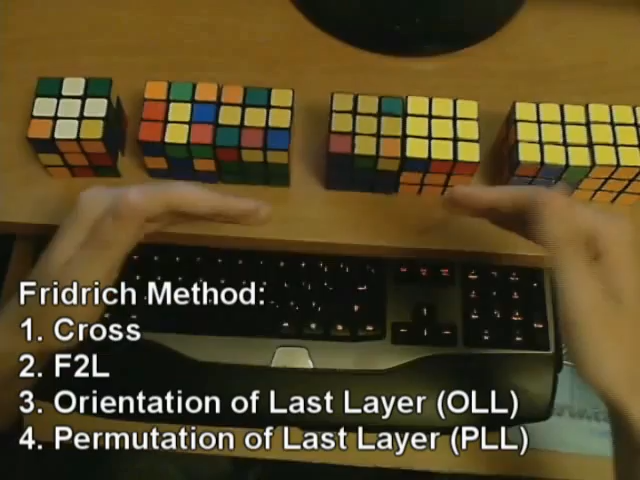 Fridrich Method:
1. Cross
2. F2L
3. Orientation of Last Layer (OLL)
4. Permutation of Last Layer (PLL)